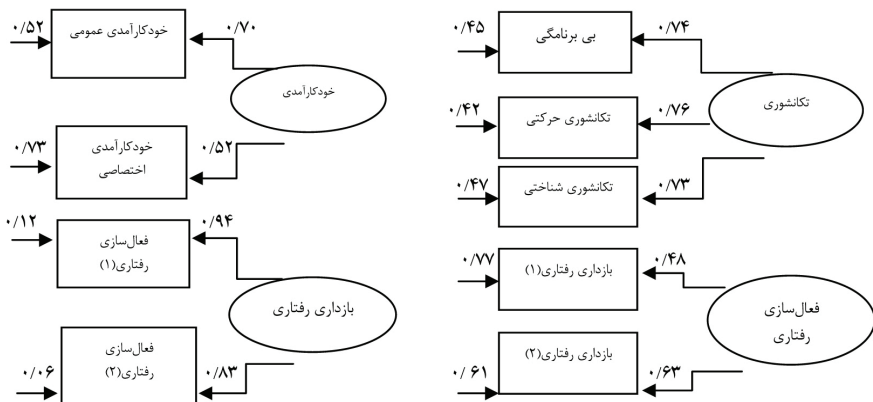 ۰/۵۲
خودکارآمدی عمومی
۰/۷۰
خودکارآمدی
۰/۷۳
خودکارآمدی
اختصاصی
۰/۵۲
۰/۱۲
فعال‌سازی
رفتاری(۱)
۰/۹۴
بازداری رفتاری
۰/۰۶
فعال‌سازی
رفتاری(۲)
۰/۸۳
۰/۴۵
بی برنامگی
۰/۷۴
تکانشوری
۰/۴۲
تکانشوری حرکتی
۰/۷۶
۰/۴۷
تکانشوری شناختی
۰/۷۳
۰/۷۷
بازداری رفتاری(۱)
۰/۴۸
فعال‌سازی
رفتاری
۰/ ۶۱
بازداری رفتاری(۲)
۰/۶۳